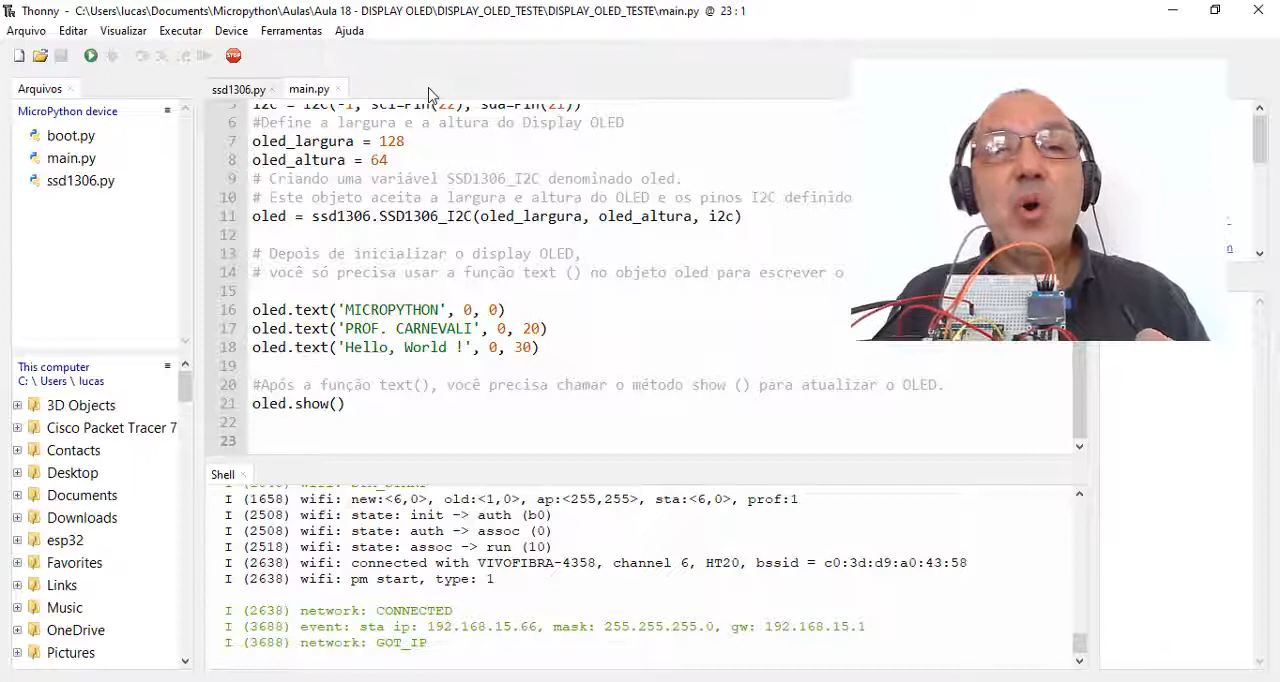 Thonny - C:\Users\lucas\Documents\Micropython\Aulas\Aula 18 - DISPLAY OLED\DISPLAY_OLED_TESTE\DISPLAY_OLED_TESTE\main.py @ 23 : 1
Arquivo Editar Visualizar Executar Device Ferramentas Ajuda
STOP
Arquivos
MicroPython device
boot.py
main.py
ssd1306.py
This computer
C: \ Users \ lucas
3D Objects
Cisco Packet Tracer 7
Contacts
Desktop
Documents
Downloads
esp32
Favorites
Links
Music
OneDrive
Pictures
ssd1306.py main.py
5 i2c = I2C(-1, scl=Pin(22), sda=Pin(21))
6 #Define a largura e a altura do Display OLED
7 oled_largura = 128
8 oled_altura = 64
9 # Criando uma variável SSD1306_I2C denominado oled.
10 # Este objeto aceita a largura e altura do OLED e os pinos I2C definido
11 oled = ssd1306.SSD1306_I2C(oled_largura, oled_altura, i2c)
12
13 # Depois de inicializar o display OLED,
14 # você só precisa usar a função text () no objeto oled para escrever o
15
16 oled.text('MICROPYTHON', 0, 0)
17 oled.text('PROF. CARNEVALI', 0, 20)
18 oled.text('Hello, World !', 0, 30)
19
20 #Após a função text(), você precisa chamar o método show () para atualizar o OLED.
21 oled.show()
22
23
Shell
I (1658) wifi: new:<6,0>, old:<1,0>, ap:<255,255>, sta:<6,0>, prof:1
I (2508) wifi: state: init -> auth (b0)
I (2508) wifi: state: auth -> assoc (0)
I (2518) wifi: state: assoc -> run (10)
I (2638) wifi: connected with VIVOFIBRA-4358, channel 6, HT20, bssid = c0:3d:d9:a0:43:58
I (2638) wifi: pm start, type: 1
I (2638) network: CONNECTED
I (3688) event: sta ip: 192.168.15.66, mask: 255.255.255.0, gw: 192.168.15.1
I (3688) network: GOT_IP